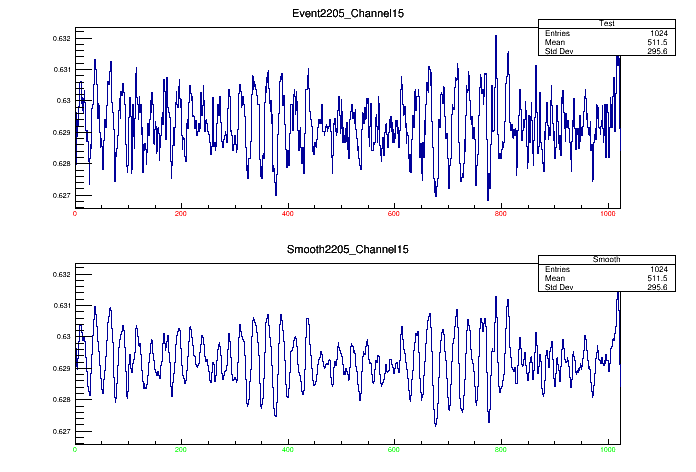 Event2205_Channel15
Test
Entries 1024
Mean 511.5
Std Dev 295.6
0.632
0.631
0.63
0.629
0.628
0.627
0 200 400 600 800 1000
Smooth2205_Channel15
Smooth
Entries 1024
Mean 511.5
Std Dev 295.6
0.632
0.631
0.63
0.629
0.628
0.627
0 200 400 600 800 1000